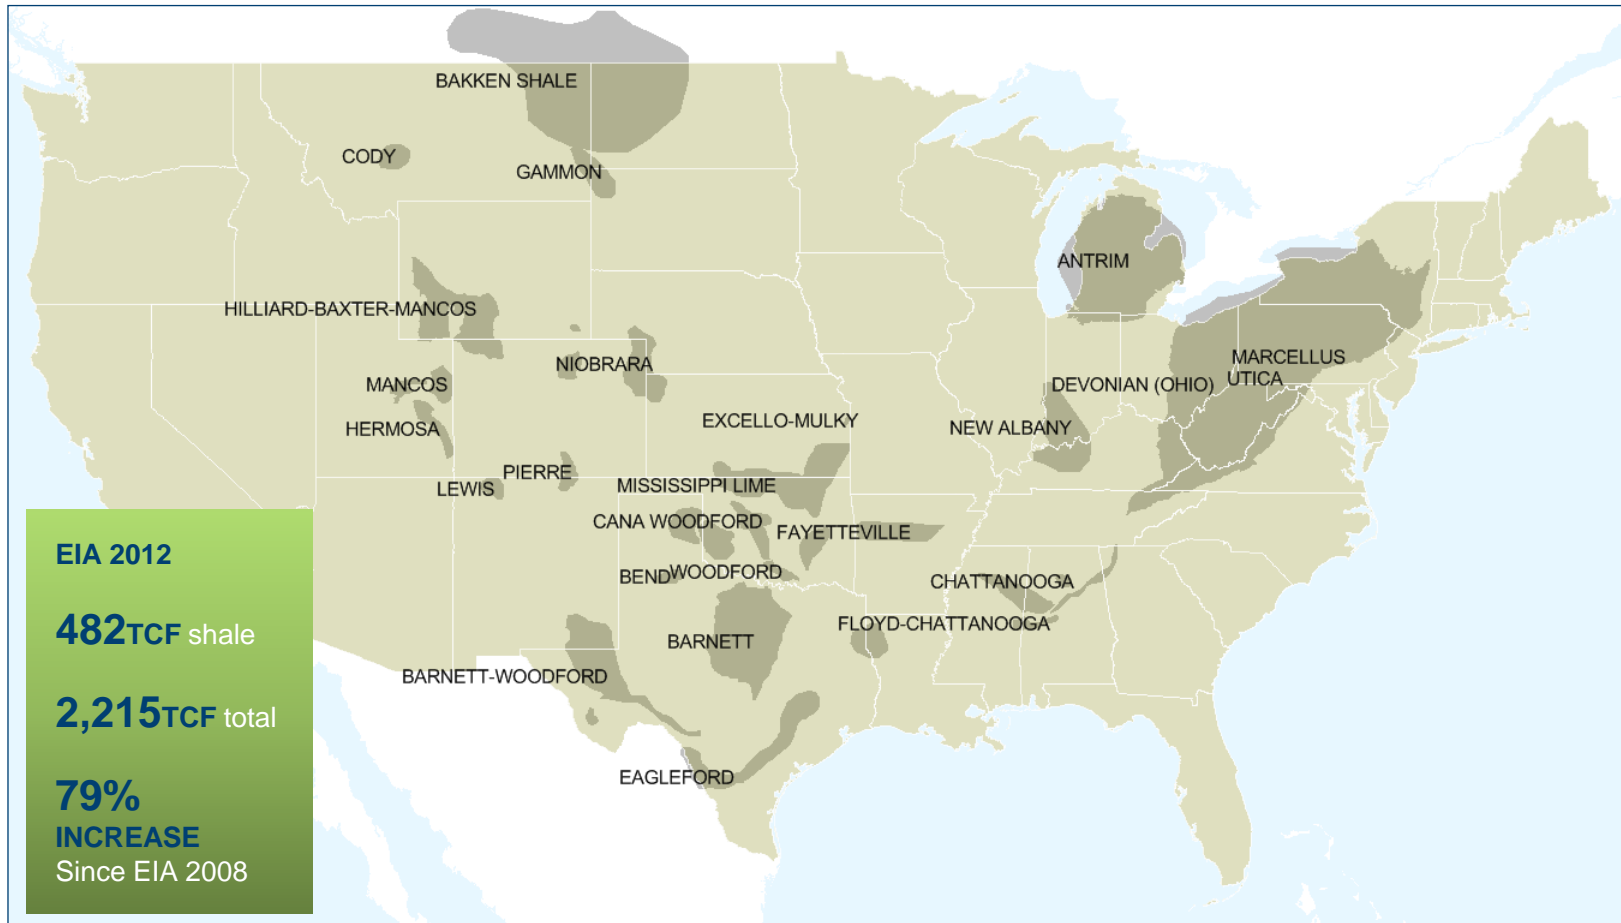 BAKKEN SHALE
CODY
GAMMON
ANTRIM
HILLIARD-BAXTER-MANCOS
NIOBRARA
MANCOS
HERMOSA
MARCELLUS
UTICA
DEVONIAN (OHIO)
EXCELLO-MULKY
NEW ALBANY
PIERRE
LEWIS
MISSISSIPPI LIME
CANA WOODFORD
FAYETTEVILLE
BEND
WOODFORD
CHATTANOOGA
FLOYD-CHATTANOOGA
BARNETT
BARNETT-WOODFORD
EAGLEFORD
EIA 2012
482TCF shale
2,215TCF total
79%
INCREASE
Since EIA 2008